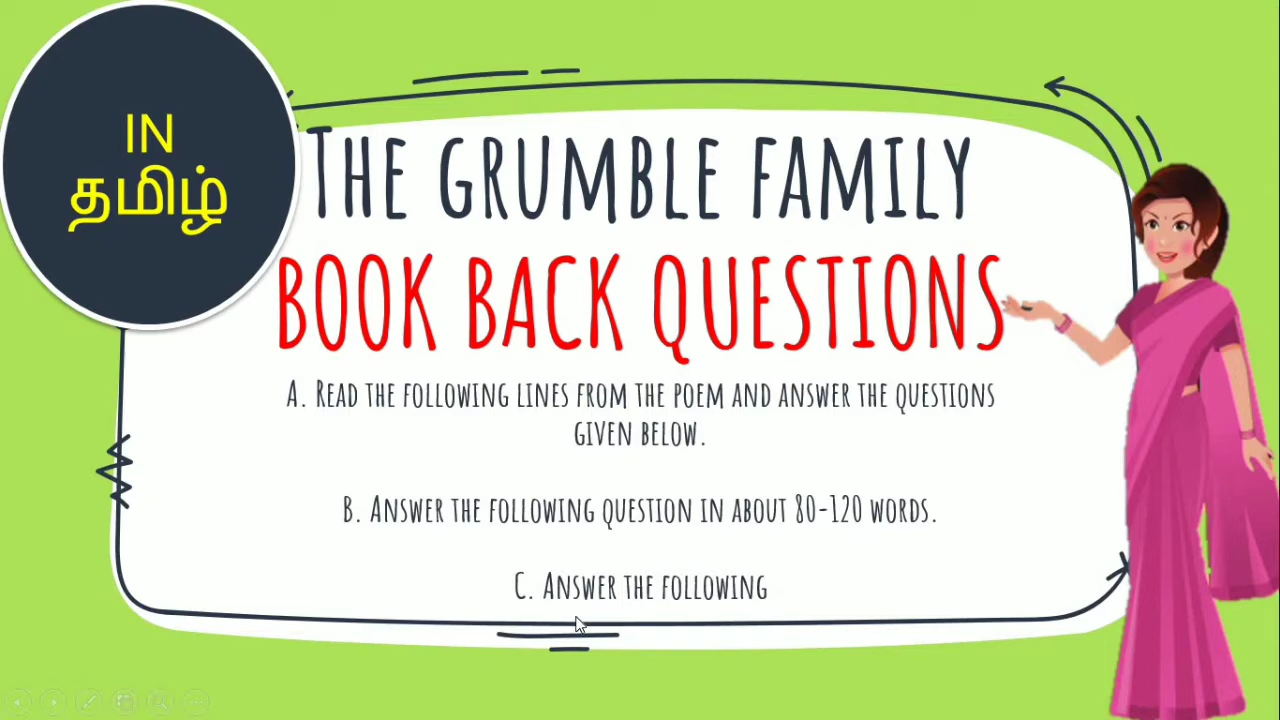 IN
தமிழ்
THE GRUMBLE FAMILY
BOOK BACK QUESTIONS
A. READ THE FOLLOWING LINES FROM THE POEM AND ANSWER THE QUESTIONS
GIVEN BELOW.
B. ANSWER THE FOLLOWING QUESTION IN ABOUT 80-120 WORDS.
C. ANSWER THE FOLLOWING